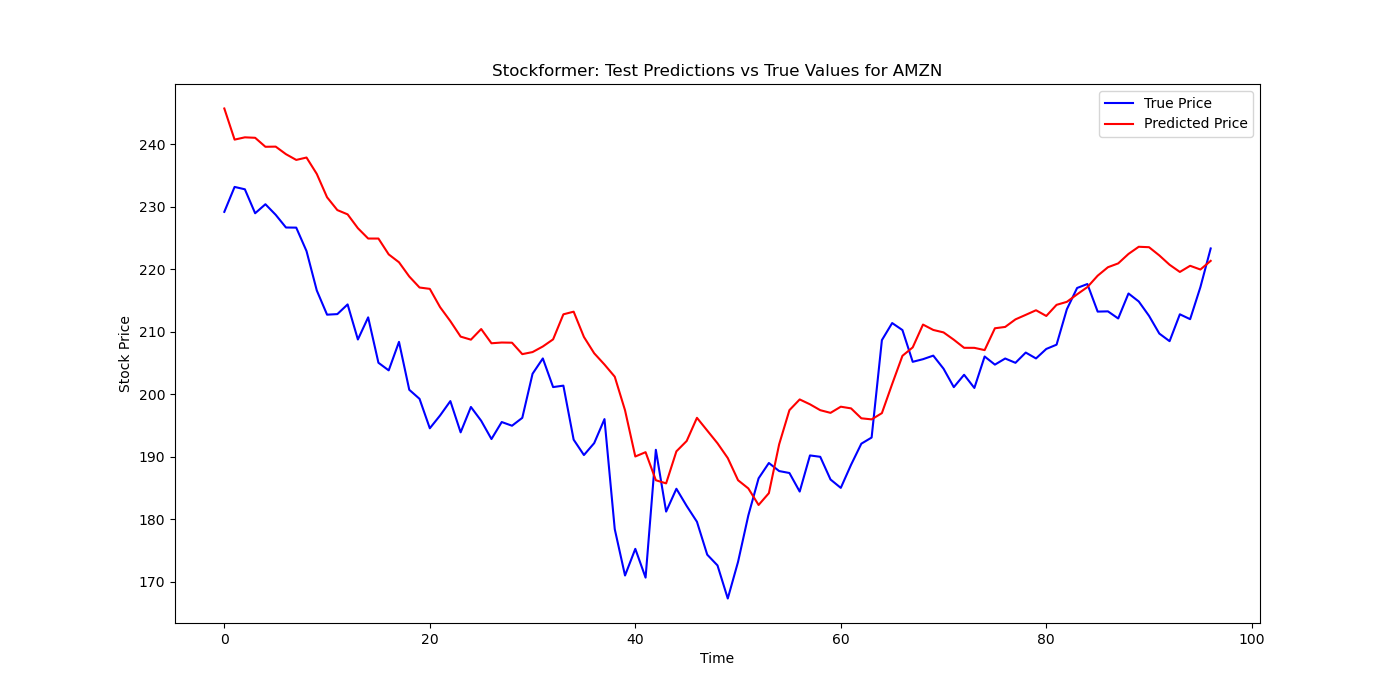 Stockformer: Test Predictions vs True Values for AMZN
True Price
Predicted Price
Stock Price
240
230
220
210
200
190
180
170
0 20 40 60 80 100
Time